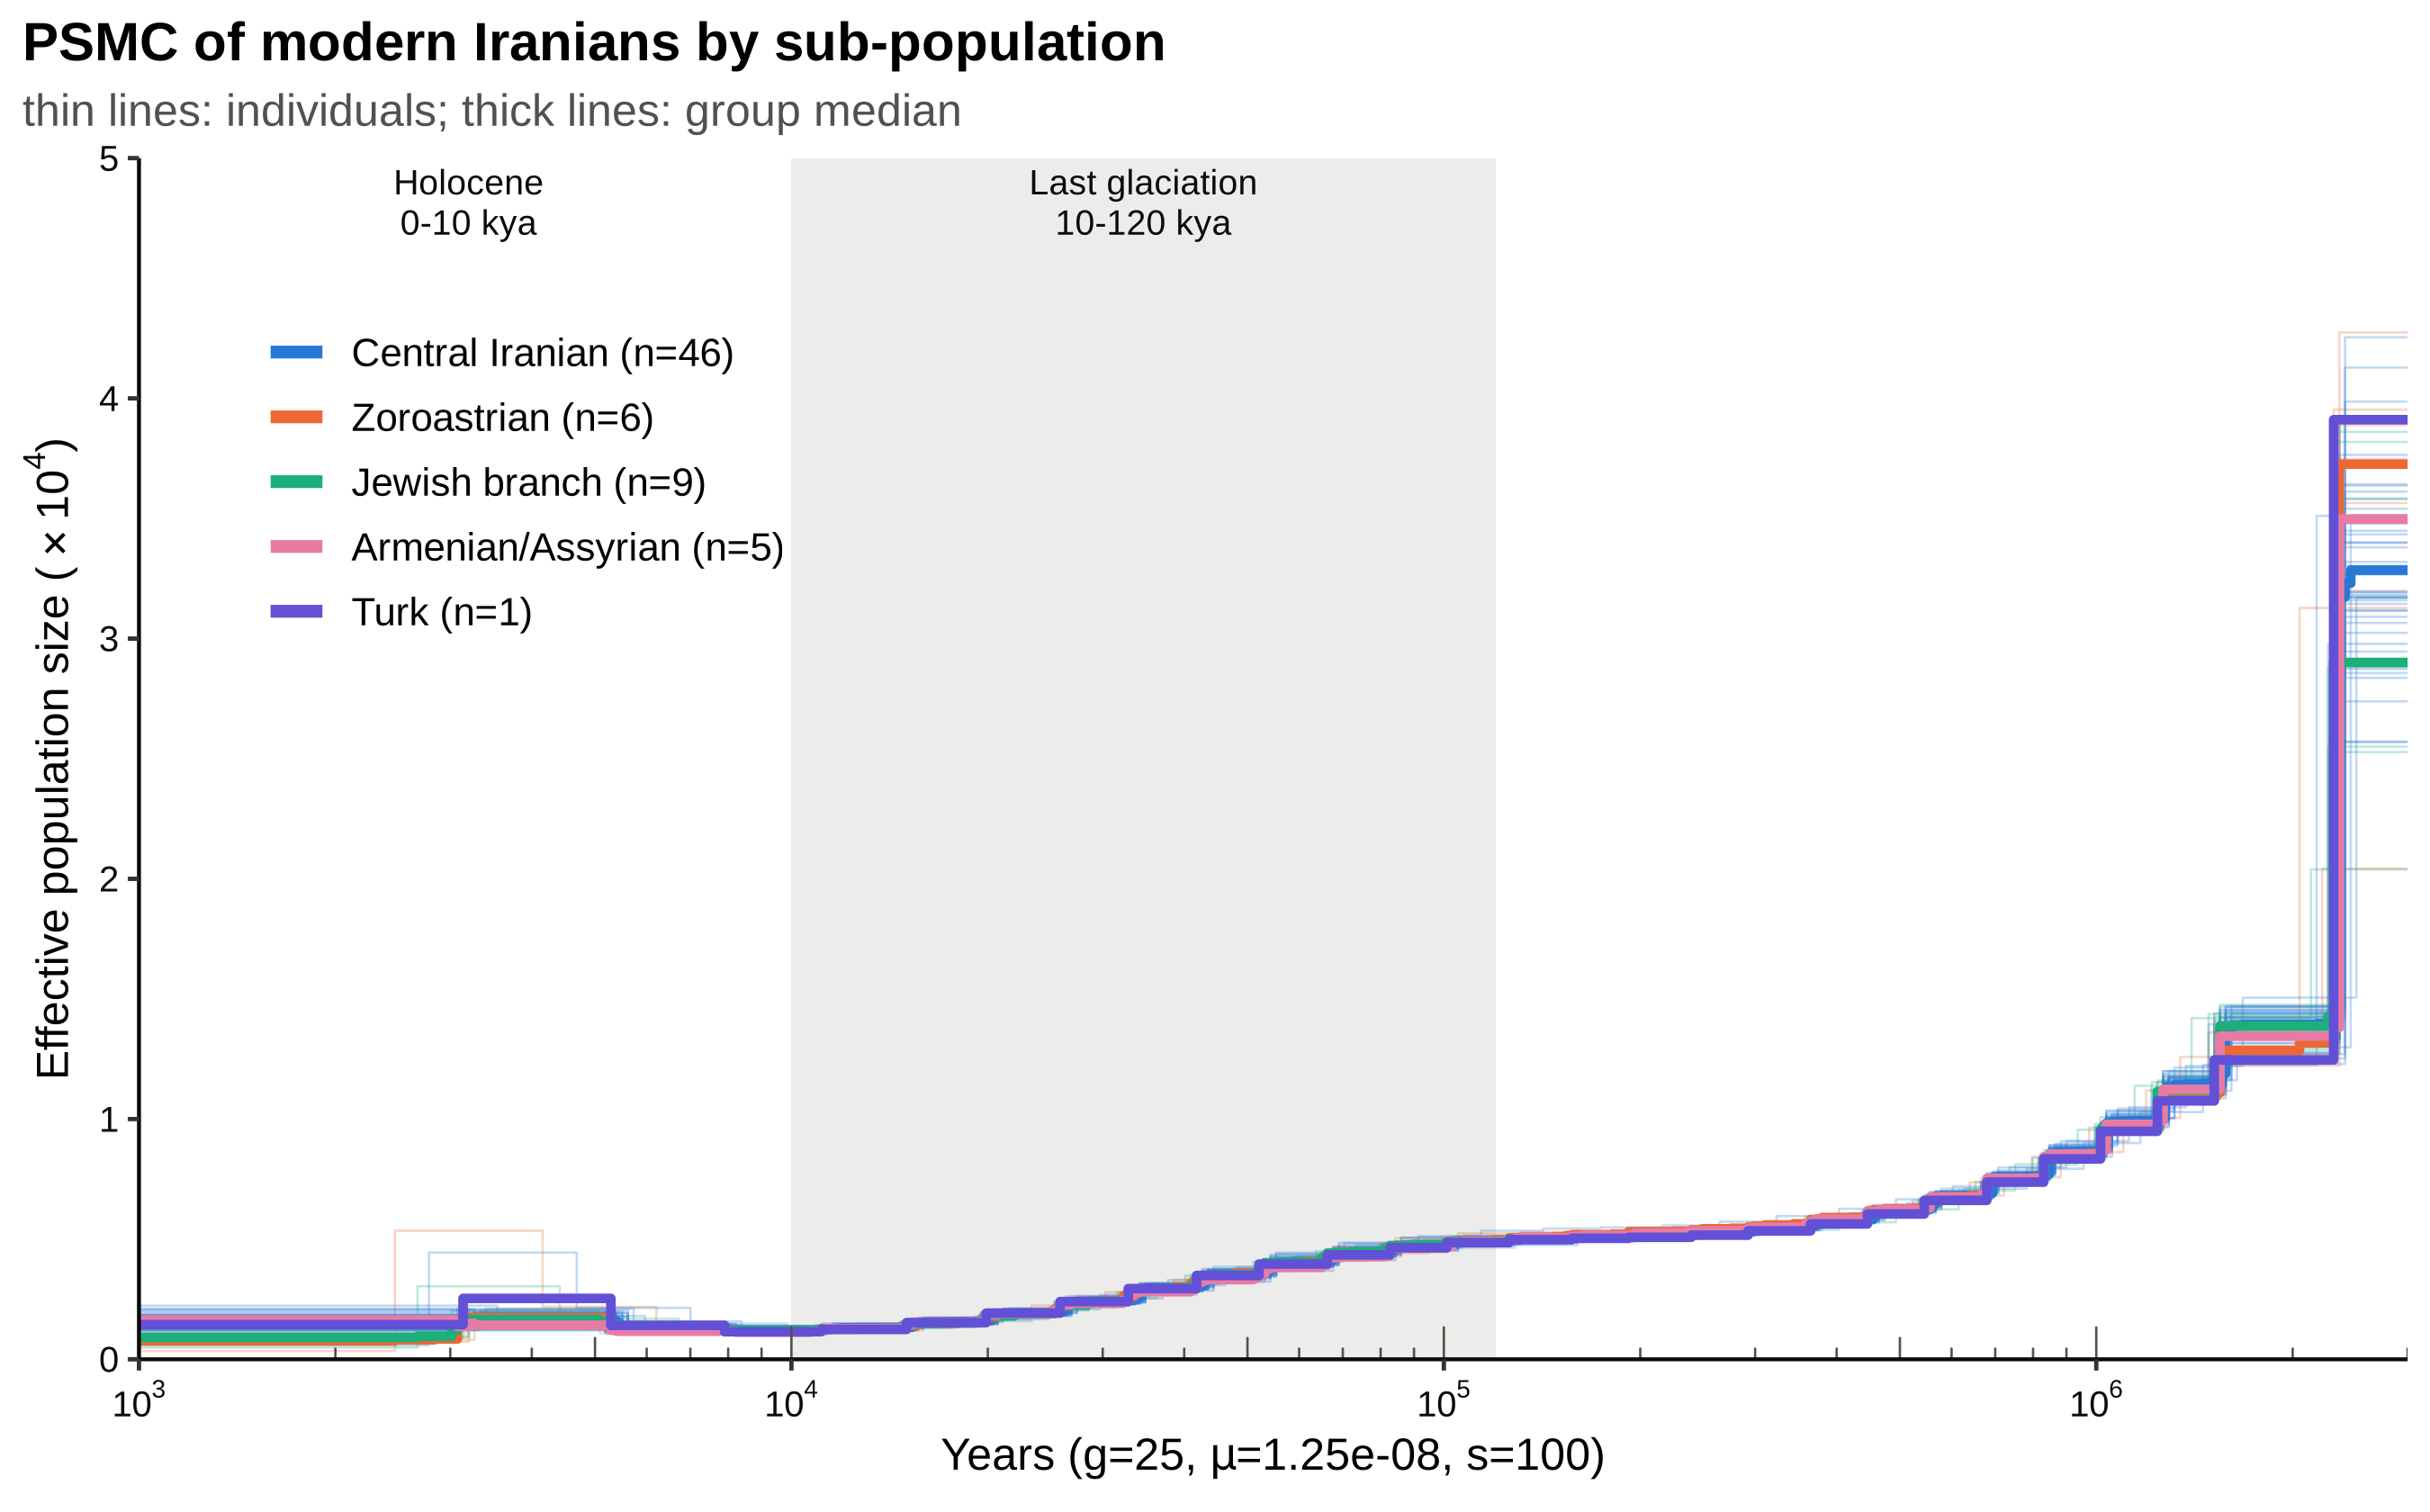 PSMC of modern Iranians by sub-population
thin lines: individuals; thick lines: group median
Holocene
0-10 kya
Last glaciation
10-120 kya
Central Iranian (n=46)
Zoroastrian (n=6)
Jewish branch (n=9)
Armenian/Assyrian (n=5)
Turk (n=1)
Effective population size (×10⁴)
5
4
3
2
1
0
10³
10⁴
10⁵
10⁶
Years (g=25, µ=1.25e-08, s=100)